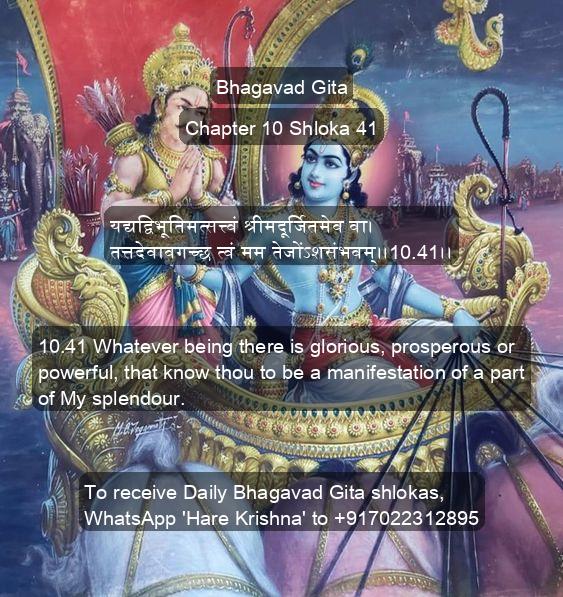 Bhagavad Gita
Chapter 10 Shloka 41
यद्यद्विभूतिमत्सत्त्वं श्रीमदूर्जितमेव वा।
तत्तदेवावगच्छ त्वं मम तेजोंऽशसंभवम्।।10.41।।
10.41 Whatever being there is glorious, prosperous or
powerful, that know thou to be a manifestation of a part
of My splendour.
To receive Daily Bhagavad Gita shlokas,
WhatsApp 'Hare Krishna' to +917022312895